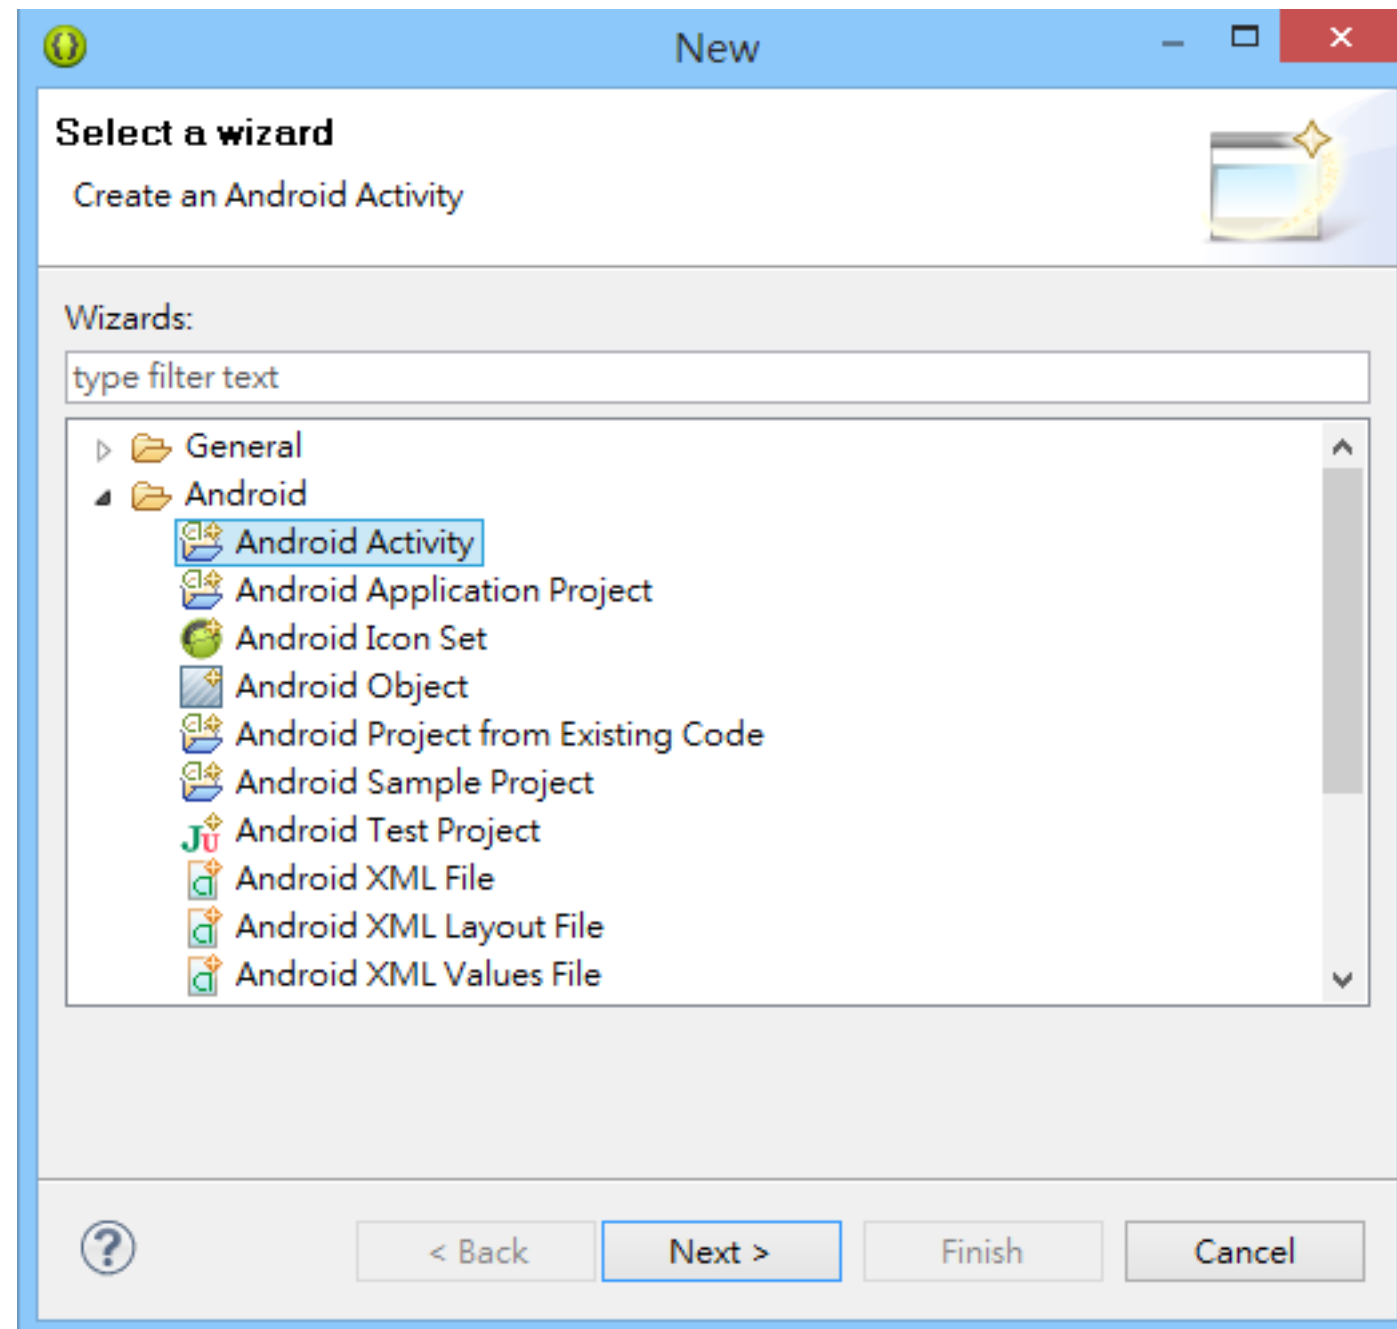 New
Select a wizard
Create an Android Activity
Wizards:
type filter text
General
Android
Android Activity
Android Application Project
Android Icon Set
Android Object
Android Project from Existing Code
Android Sample Project
Android Test Project
Android XML File
Android XML Layout File
Android XML Values File
< Back Next > Finish Cancel